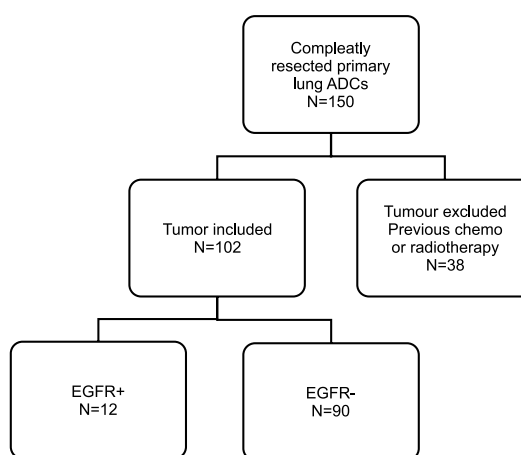 Compleatly
resected primary
lung ADCs
N=150
Tumor included
N=102
Tumour excluded
Previous chemo
or radiotherapy
N=38
EGFR+
N=12
EGFR-
N=90